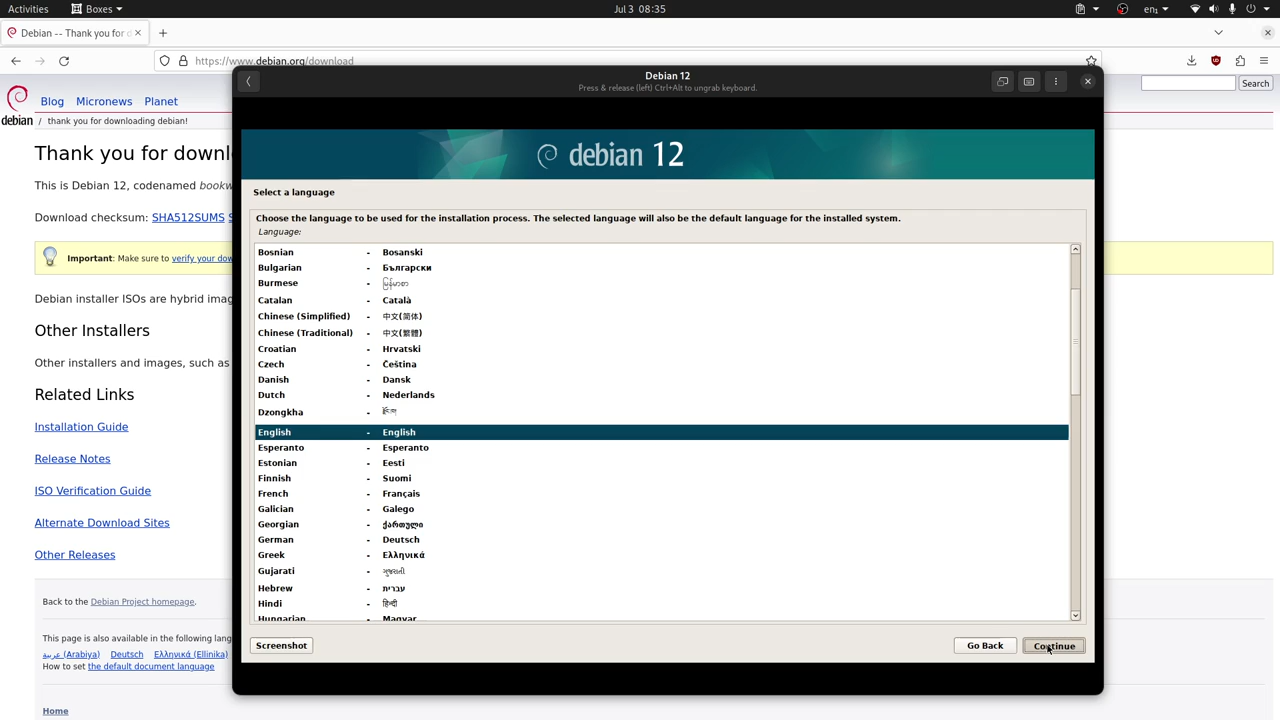 Activities Boxes Jul 3 08:35 en₁
Debian -- Thank you for d
https://www.debian.org/download
debian
Blog Micronews Planet Search
/ thank you for downloading debian!
Thank you for downl
This is Debian 12, codenamed bookw
Download checksum: SHA512SUMS S
Important: Make sure to verify your dow
Debian installer ISOs are hybrid imag
Other Installers
Other installers and images, such as
Related Links
Installation Guide
Release Notes
ISO Verification Guide
Alternate Download Sites
Other Releases
Back to the Debian Project homepage.
This page is also available in the following lang
عربية (Arabiya) Deutsch Ελληνικά (Ellinika)
How to set the default document language
Home
Debian 12
Press & release (left) Ctrl+Alt to ungrab keyboard.
debian 12
Select a language
Choose the language to be used for the installation process. The selected language will also be the default language for the installed system.
Language:
Bosnian - Bosanski
Bulgarian - Български
Burmese - မြန်မာစာ
Catalan - Català
Chinese (Simplified) - 中文(简体)
Chinese (Traditional) - 中文(繁體)
Croatian - Hrvatski
Czech - Čeština
Danish - Dansk
Dutch - Nederlands
Dzongkha - རྫོང་ཁ།
English - English
Esperanto - Esperanto
Estonian - Eesti
Finnish - Suomi
French - Français
Galician - Galego
Georgian - ქართული
German - Deutsch
Greek - Ελληνικά
Gujarati - ગુજરાતી
Hebrew - עברית
Hindi - हिन्दी
Hungarian - Magyar
Screenshot Go Back Continue